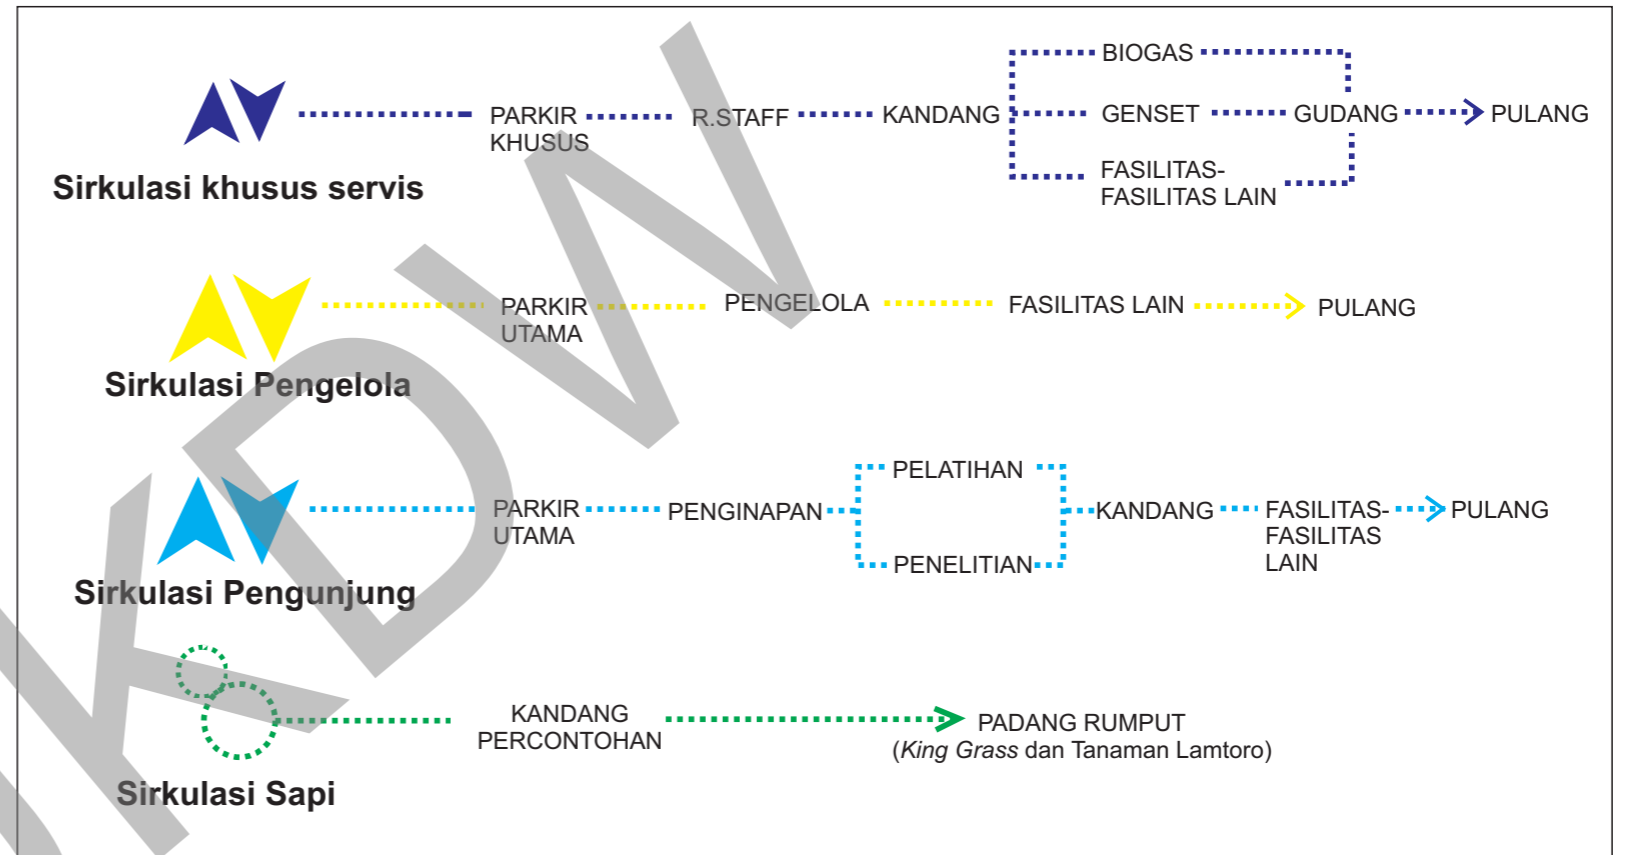 BIOGAS
PARKIR
KHUSUS
R.STAFF
KANDANG
GENSET
GUDANG
PULANG
FASILITAS-
FASILITAS LAIN
Sirkulasi khusus servis
PARKIR
UTAMA
PENGELOLA
FASILITAS LAIN
PULANG
Sirkulasi Pengelola
PARKIR
UTAMA
PENGINAPAN
PELATIHAN
PENELITIAN
KANDANG
FASILITAS-
FASILITAS
LAIN
PULANG
Sirkulasi Pengunjung
KANDANG
PERCONTOHAN
PADANG RUMPUT
(King Grass dan Tanaman Lamtoro)
Sirkulasi Sapi
UKDW